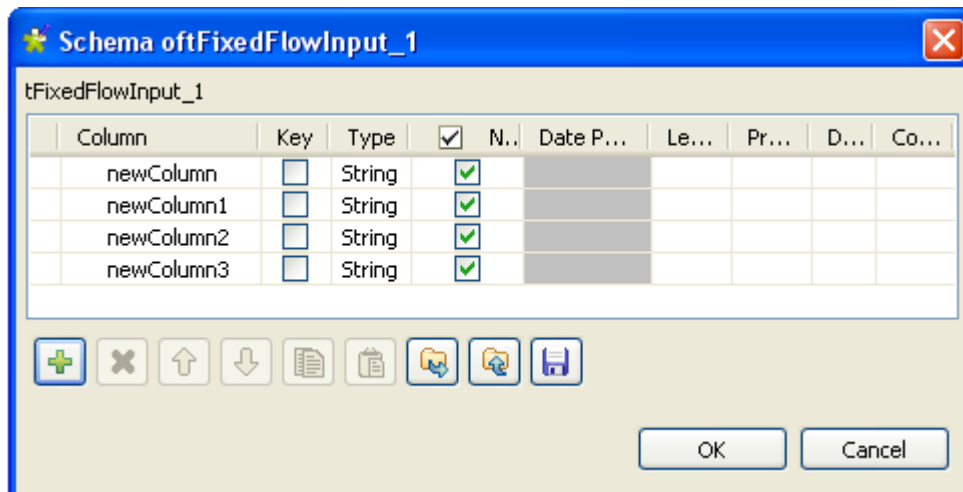 Schema oftFixedFlowInput_1
tFixedFlowInput_1
Column Key Type N.. Date P... Le... Pr... D... Co...
newColumn String
newColumn1 String
newColumn2 String
newColumn3 String
OK Cancel